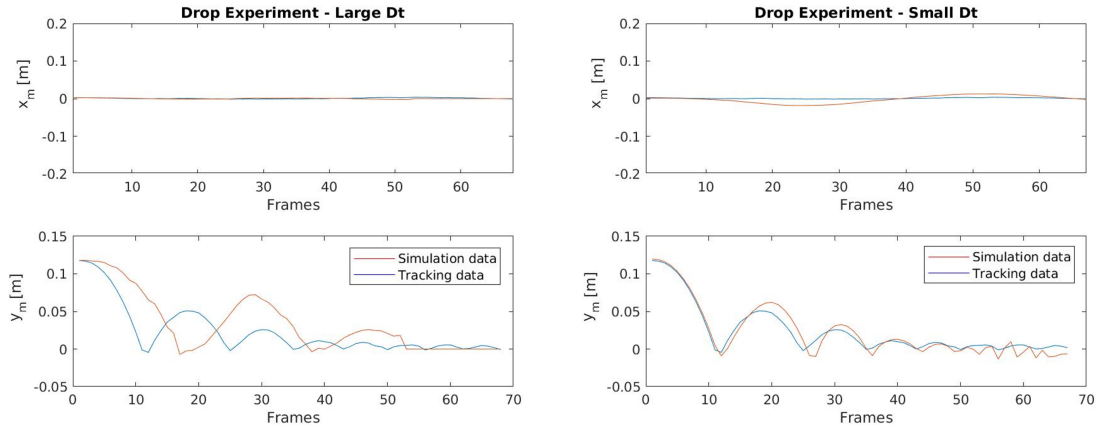 Drop Experiment - Large Dt
0.2
0.1
0
-0.1
-0.2
x_m [m]
10 20 30 40 50 60
Frames
0.15
0.1
0.05
0
-0.05
y_m [m]
Simulation data
Tracking data
0 10 20 30 40 50 60 70
Frames
Drop Experiment - Small Dt
0.2
0.1
0
-0.1
-0.2
x_m [m]
10 20 30 40 50 60
Frames
0.15
0.1
0.05
0
-0.05
y_m [m]
Simulation data
Tracking data
0 10 20 30 40 50 60 70
Frames